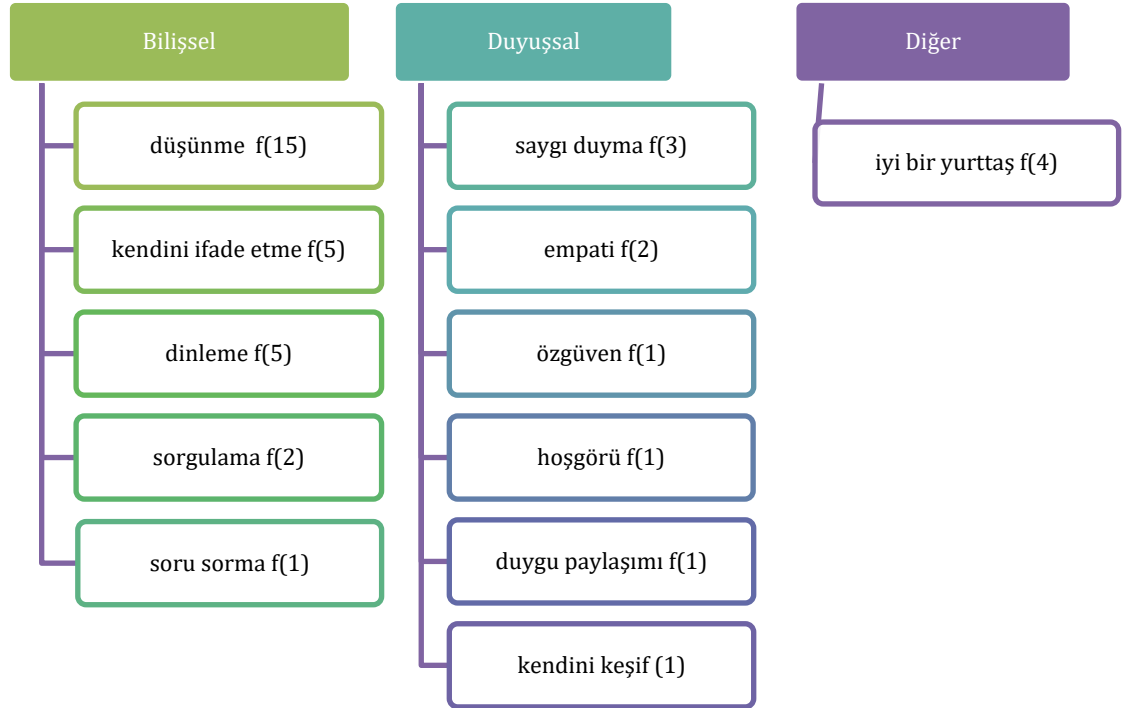 Bilişsel
düşünme  f(15)
kendini ifade etme f(5)
dinleme f(5)
sorgulama f(2)
soru sorma f(1)
Duyuşsal
saygı duyma f(3)
empati f(2)
özgüven f(1)
hoşgörü f(1)
duygu paylaşımı f(1)
kendini keşif (1)
Diğer
iyi bir yurttaş f(4)